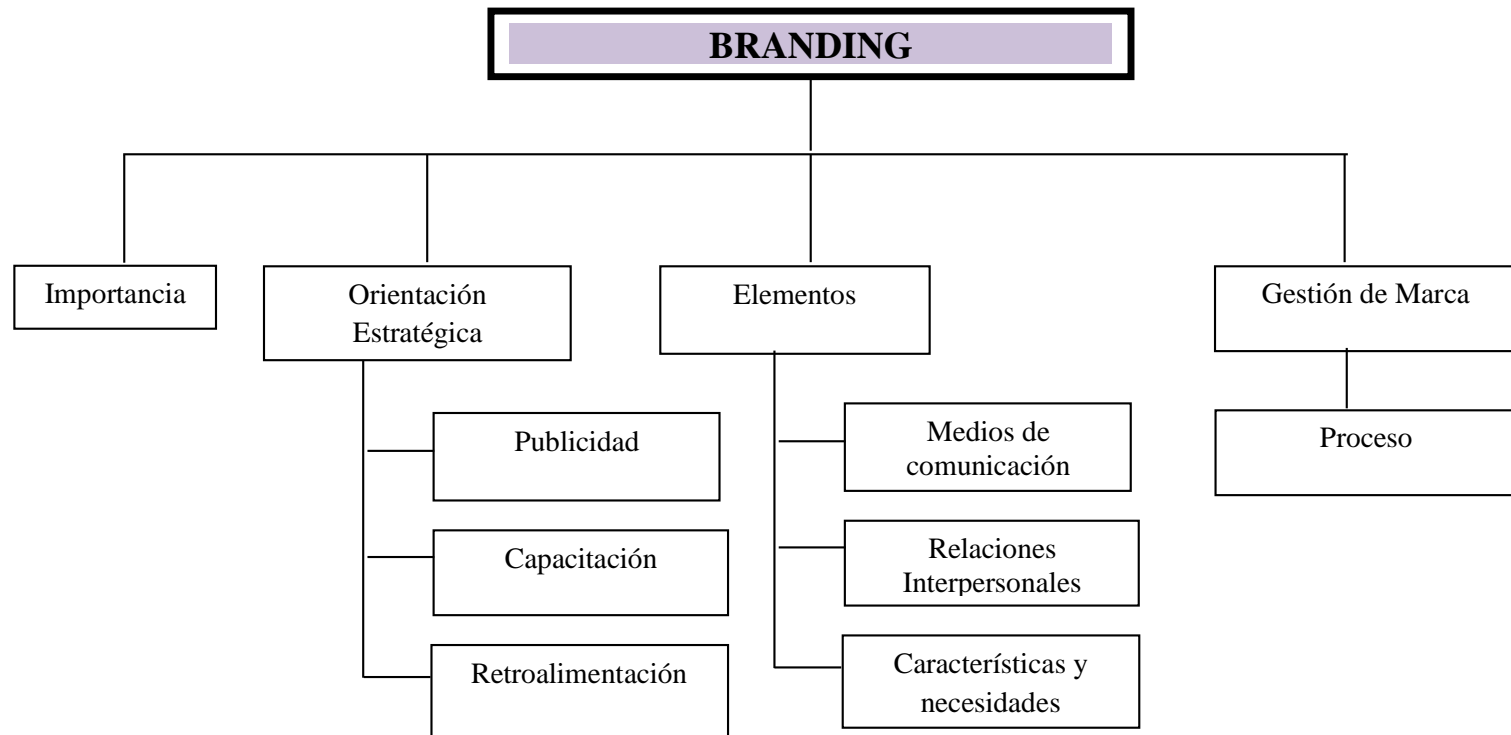 BRANDING
Importancia
Orientación
Estratégica
Elementos
Gestión de Marca
Publicidad
Capacitación
Retroalimentación
Medios de
comunicación
Relaciones
Interpersonales
Características y
necesidades
Proceso